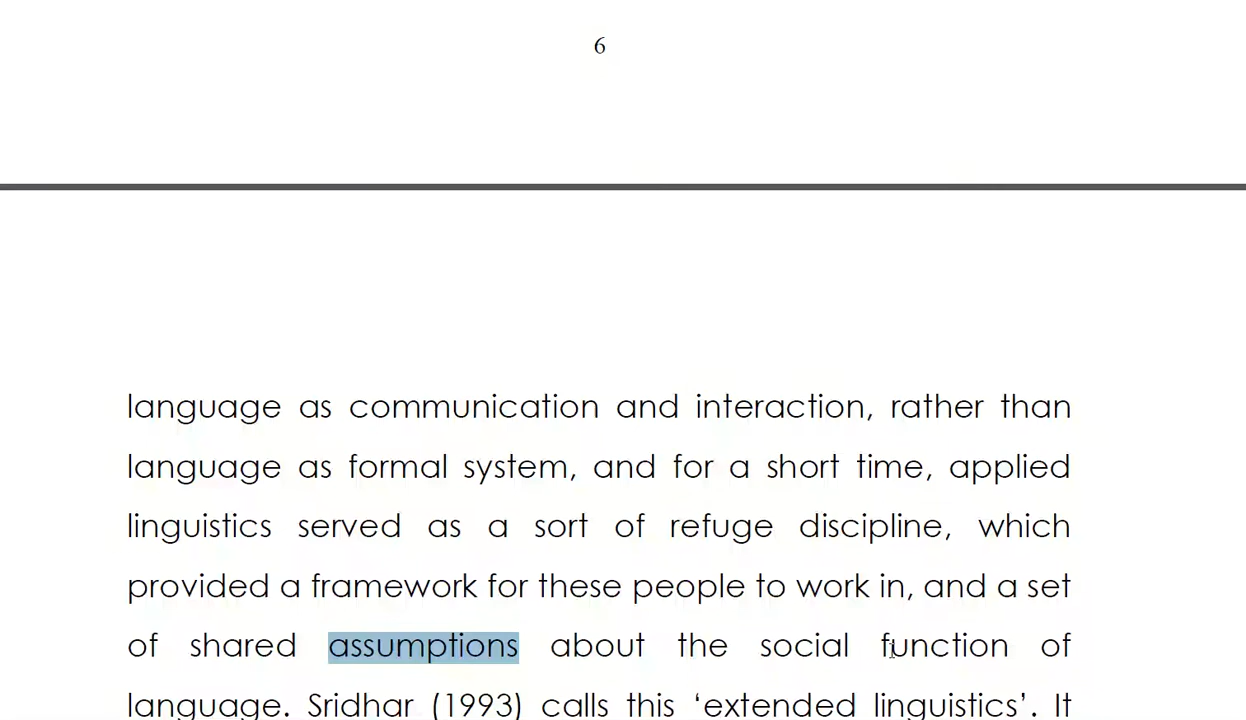 6
language as communication and interaction, rather than
language as formal system, and for a short time, applied
linguistics served as a sort of refuge discipline, which
provided a framework for these people to work in, and a set
of shared assumptions about the social function of
language. Sridhar (1993) calls this ‘extended linguistics’. It